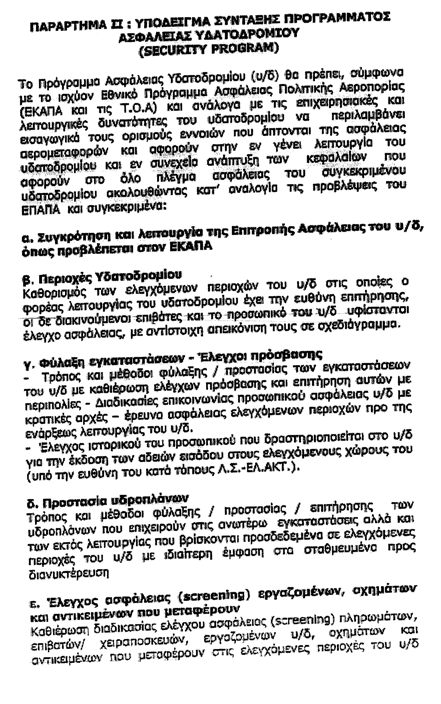 ΠΑΡΑΡΤΗΜΑ ΙΙ : ΥΠΟΔΕΙΓΜΑ ΣΥΝΤΑΞΗΣ ΠΡΟΓΡΑΜΜΑΤΟΣ
ΑΣΦΑΛΕΙΑΣ ΥΔΑΤΟΔΡΟΜΙΟΥ
(SECURITY PROGRAM)
Το Πρόγραμμα Ασφάλειας Υδατοδρομίου (υ/δ) θα πρέπει, σύμφωνα
με το ισχύον Εθνικό Πρόγραμμα Ασφάλειας Πολιτικής Αεροπορίας
(ΕΚΑΠΑ και τις Τ.Ο.Α) και ανάλογα με τις επιχειρησιακές και
λειτουργικές δυνατότητες του υδατοδρομίου να περιλαμβάνει
εισαγωγικά τους ορισμούς εννοιών που άπτονται της ασφάλειας
αερομεταφορών και αφορούν στην εν γένει λειτουργία του
υδατοδρομίου και εν συνεχεία ανάπτυξη των κεφαλαίων που
αφορούν στο όλο πλέγμα ασφάλειας του συγκεκριμένου
υδατοδρομίου ακολουθώντας κατ' αναλογία τις προβλέψεις του
ΕΠΑΠΑ και συγκεκριμένα:
α. Συγκρότηση και λειτουργία της Επιτροπής Ασφάλειας του υ/δ,
όπως προβλέπεται στον ΕΚΑΠΑ
β. Περιοχές Υδατοδρομίου
Καθορισμός των ελεγχόμενων περιοχών του υ/δ στις οποίες ο
φορέας λειτουργίας του υδατοδρομίου έχει την ευθύνη επιτήρησης,
οι δε διακινούμενοι επιβάτες και το προσωπικό του υ/δ υφίστανται
έλεγχο ασφάλειας, με αντίστοιχη απεικόνιση τους σε σχεδιάγραμμα.
γ. Φύλαξη εγκαταστάσεων - Έλεγχοι πρόσβασης
- Τρόπος και μέθοδοι φύλαξης / προστασίας των εγκαταστάσεων
του υ/δ με καθιέρωση ελέγχων πρόσβασης και επιτήρηση αυτών με
περιπολίες - Διαδικασίες επικοινωνίας προσωπικού ασφάλειας υ/δ με
κρατικές αρχές – έρευνα ασφάλειας ελεγχόμενων περιοχών προ της
ενάρξεως λειτουργίας του υ/δ.
- Έλεγχος ιστορικού του προσωπικού που δραστηριοποιείται στο υ/δ
για την έκδοση των αδειών εισόδου στους ελεγχόμενους χώρους του
(υπό την ευθύνη του κατά τόπους Λ.Σ.-ΕΛ.ΑΚΤ.).
δ. Προστασία υδροπλάνων
Τρόπος και μέθοδοι φύλαξης / προστασίας / επιτήρησης των
υδροπλάνων που επιχειρούν στις ανωτέρω εγκαταστάσεις αλλά και
των εκτός λειτουργίας που βρίσκονται προσδεδεμένα σε ελεγχόμενες
περιοχές του υ/δ με ιδιαίτερη έμφαση στα σταθμευμένα προς
διανυκτέρευση
ε. Έλεγχος ασφάλειας (screening) εργαζομένων, οχημάτων
και αντικειμένων που μεταφέρουν
Καθιέρωση διαδικασίας ελέγχου ασφάλειας (screening) πληρωμάτων,
επιβατών/ χειραποσκευών, εργαζομένων υ/δ, οχημάτων και
αντικειμένων που μεταφέρουν στις ελεγχόμενες περιοχές του υ/δ